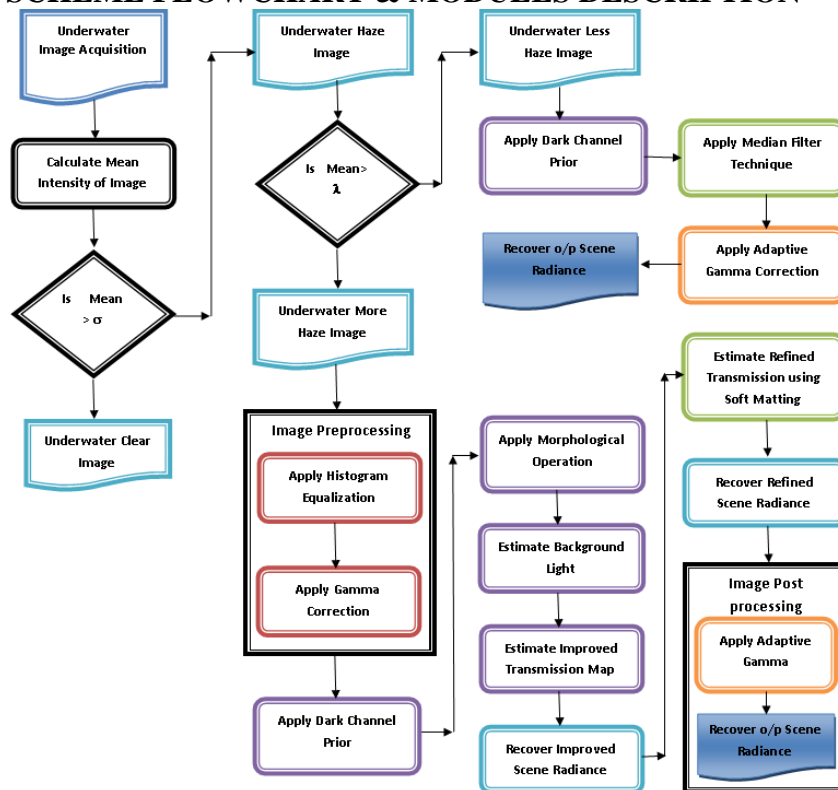 SCHEME FLOWCHART & MODULES DESCRIPTION
Underwater
Image Acquisition
Calculate Mean
Intensity of Image
Is Mean
> σ
Underwater Clear
Image
Underwater Haze
Image
Is Mean>
λ
Underwater More
Haze Image
Image Preprocessing
Apply Histogram
Equalization
Apply Gamma
Correction
Apply Dark Channel
Prior
Underwater Less
Haze Image
Apply Dark Channel
Prior
Apply Median Filter
Technique
Apply Adaptive
Gamma Correction
Recover o/p Scene
Radiance
Apply Morphological
Operation
Estimate Background
Light
Estimate Improved
Transmission Map
Recover Improved
Scene Radiance
Estimate Refined
Transmission using
Soft Matting
Recover Refined
Scene Radiance
Image Post
processing
Apply Adaptive
Gamma
Recover o/p Scene
Radiance